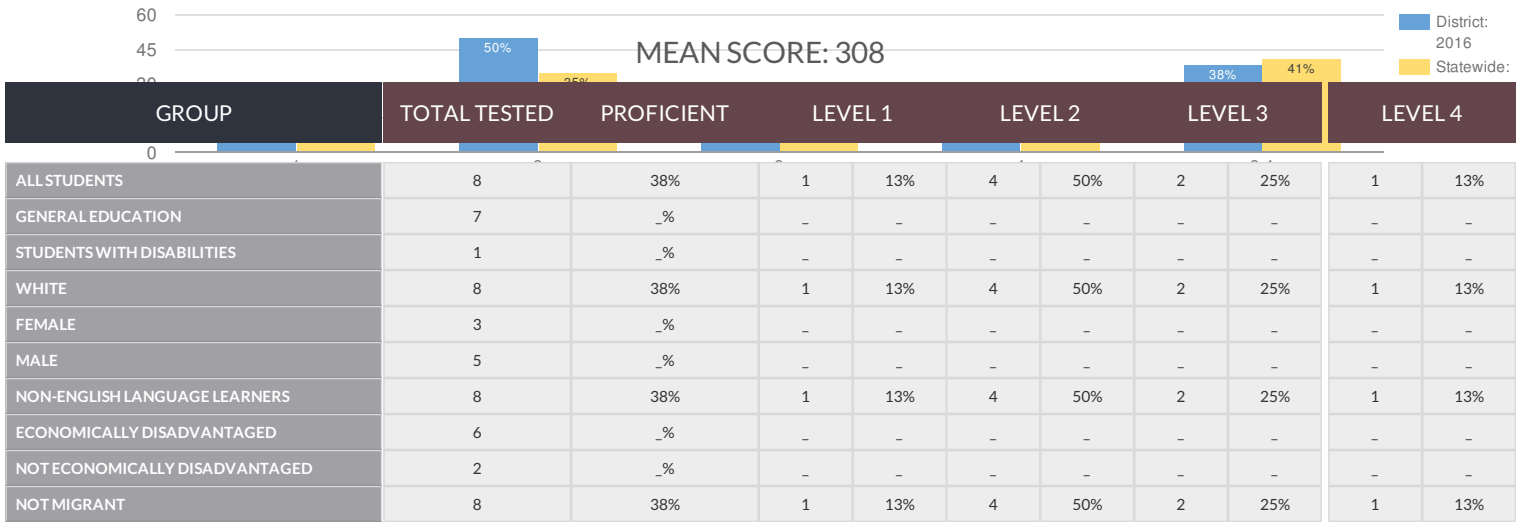 60
45
50%
MEAN SCORE: 308
District:
2016
Statewide:
38%
41%
35%
GROUP TOTAL TESTED PROFICIENT LEVEL 1 LEVEL 2 LEVEL 3 LEVEL 4
0
ALL STUDENTS 8 38% 1 13% 4 50% 2 25% 1 13%
GENERAL EDUCATION 7 _% _ _ _ _ _ _ _ _
STUDENTS WITH DISABILITIES 1 _% _ _ _ _ _ _ _ _
WHITE 8 38% 1 13% 4 50% 2 25% 1 13%
FEMALE 3 _% _ _ _ _ _ _ _ _
MALE 5 _% _ _ _ _ _ _ _ _
NON-ENGLISH LANGUAGE LEARNERS 8 38% 1 13% 4 50% 2 25% 1 13%
ECONOMICALLY DISADVANTAGED 6 _% _ _ _ _ _ _ _ _
NOT ECONOMICALLY DISADVANTAGED 2 _% _ _ _ _ _ _ _ _
NOT MIGRANT 8 38% 1 13% 4 50% 2 25% 1 13%